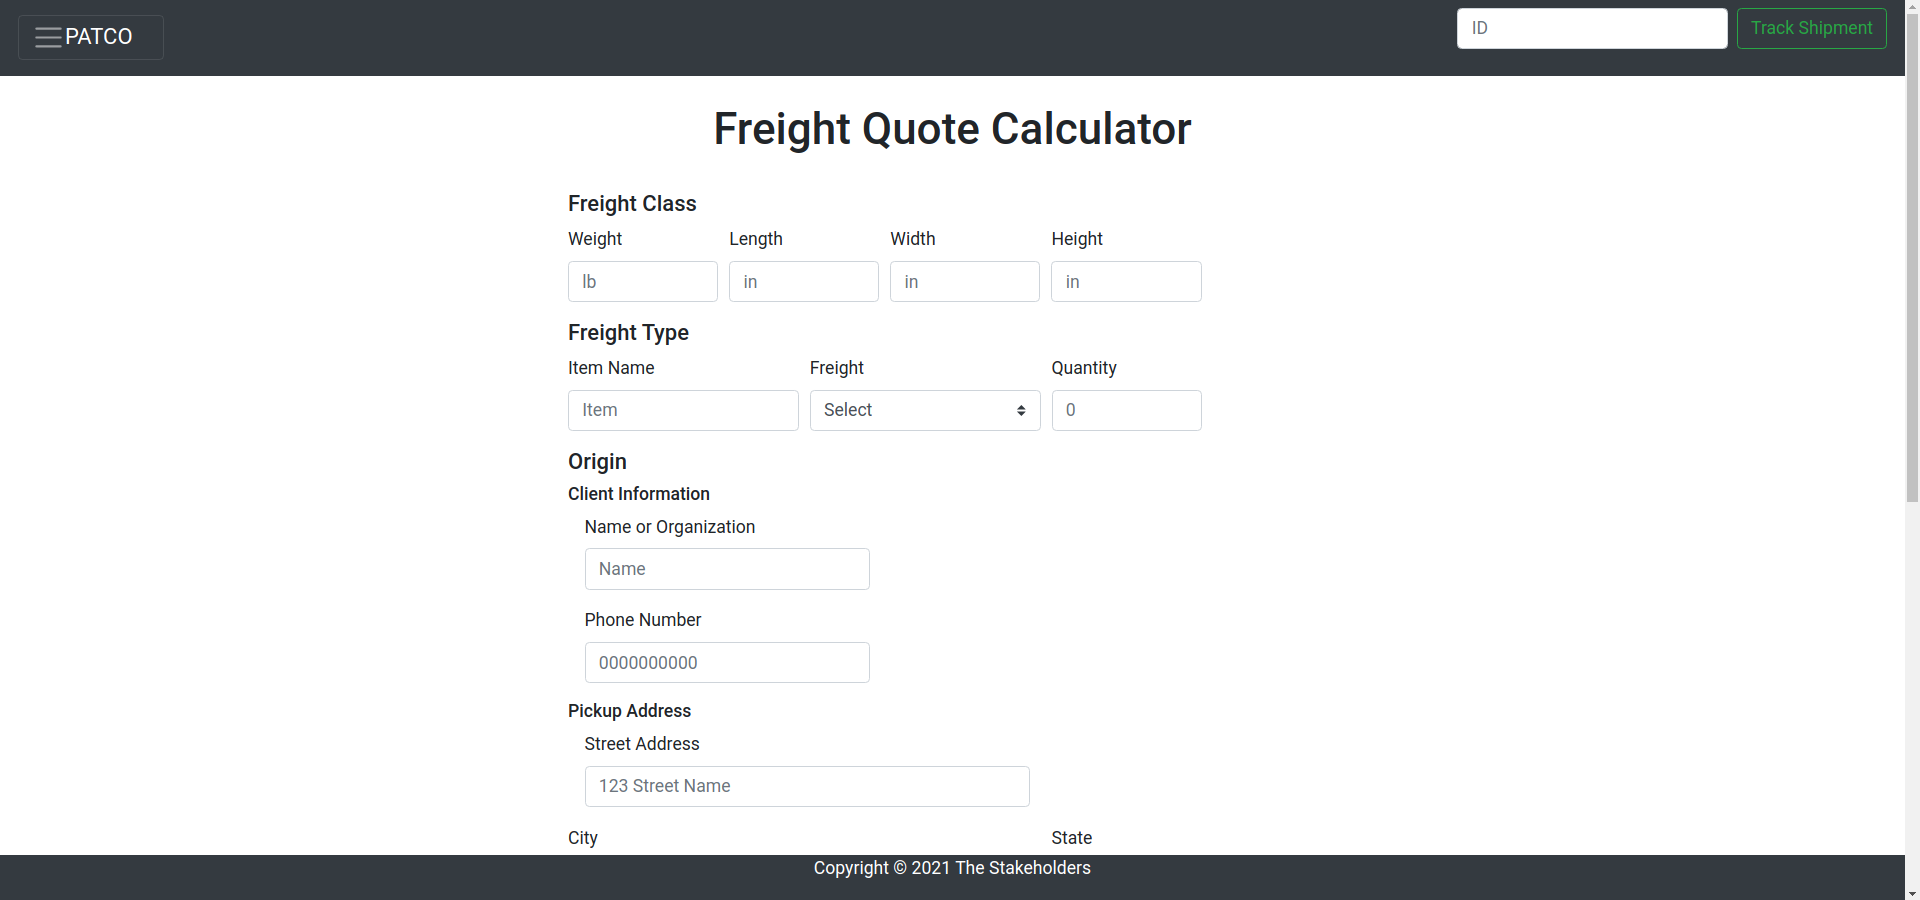 PATCO
ID
Track Shipment
Freight Quote Calculator
Freight Class
Weight Length Width Height
lb in in in
Freight Type
Item Name Freight Quantity
Item Select 0
Origin
Client Information
Name or Organization
Name
Phone Number
0000000000
Pickup Address
Street Address
123 Street Name
City State
Copyright © 2021 The Stakeholders